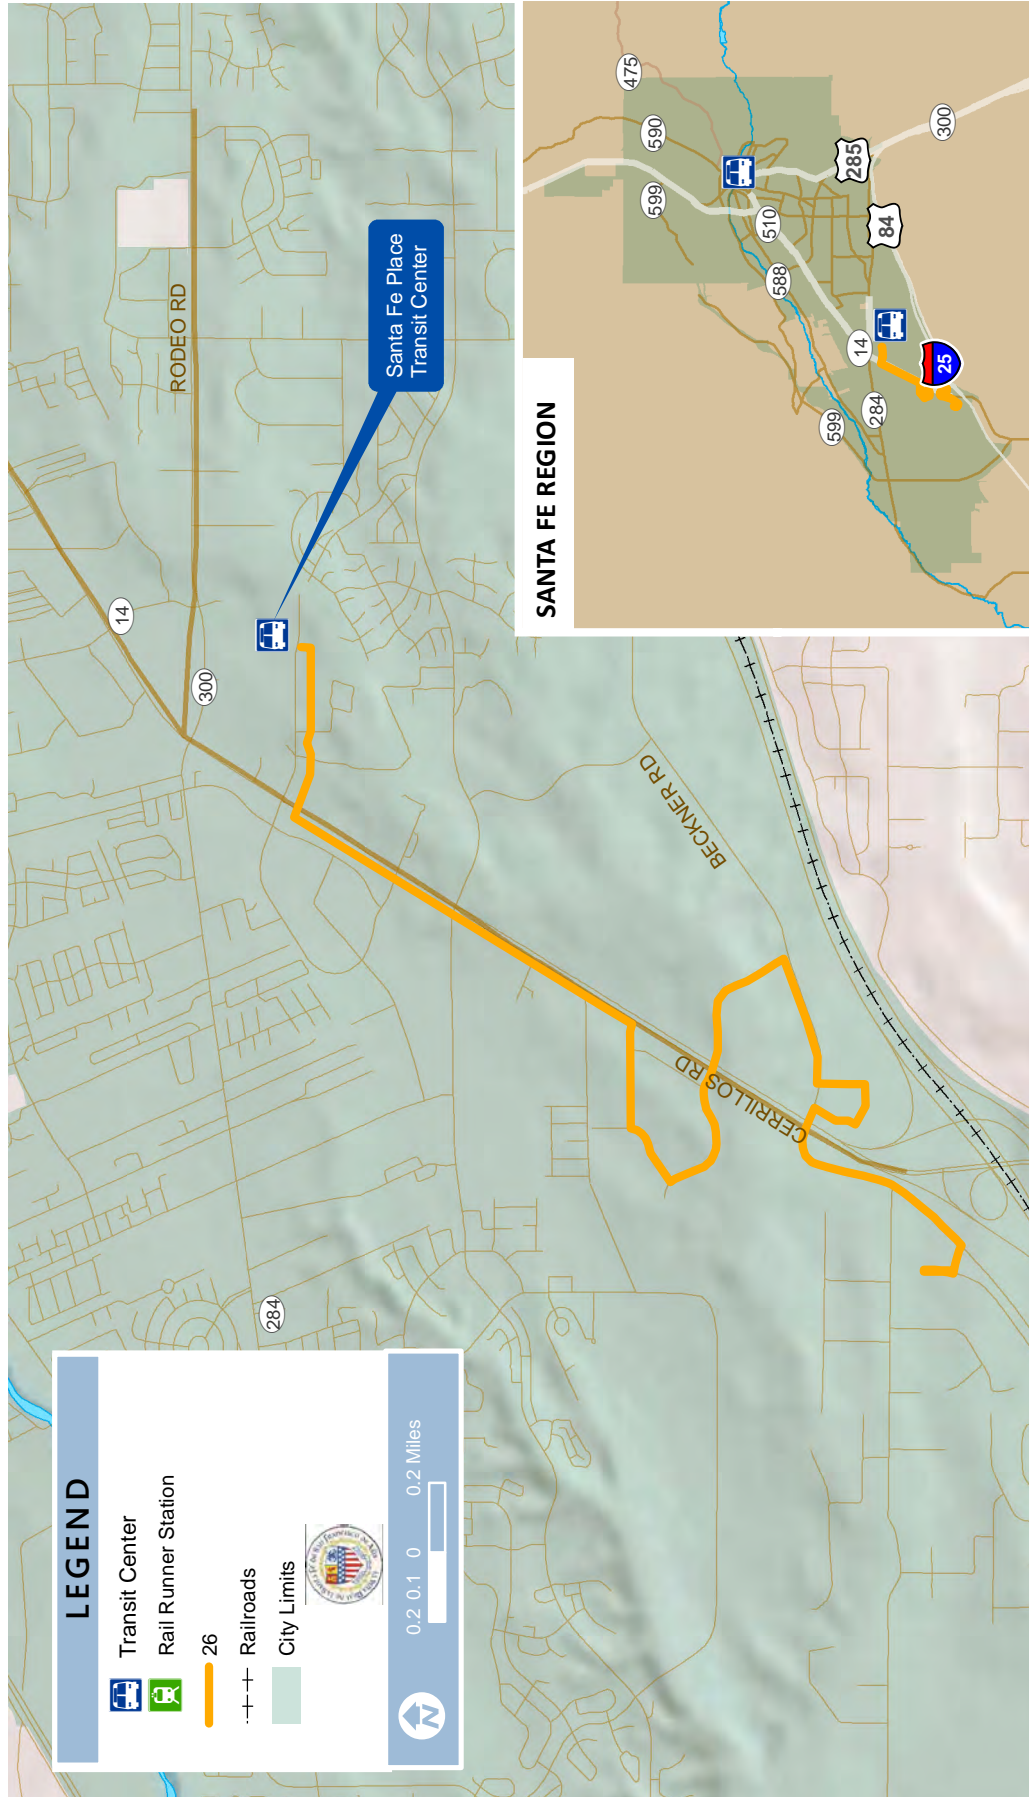 LEGEND
Transit Center
Rail Runner Station
26
Railroads
City Limits
0.2 0.1 0 0.2 Miles
N
284
14
300
RODEO RD
Santa Fe Place
Transit Center
CERRILLOS RD
BECKNER RD
SANTA FE REGION
599
284
14
25
588
510
84
599
590
475
285
300